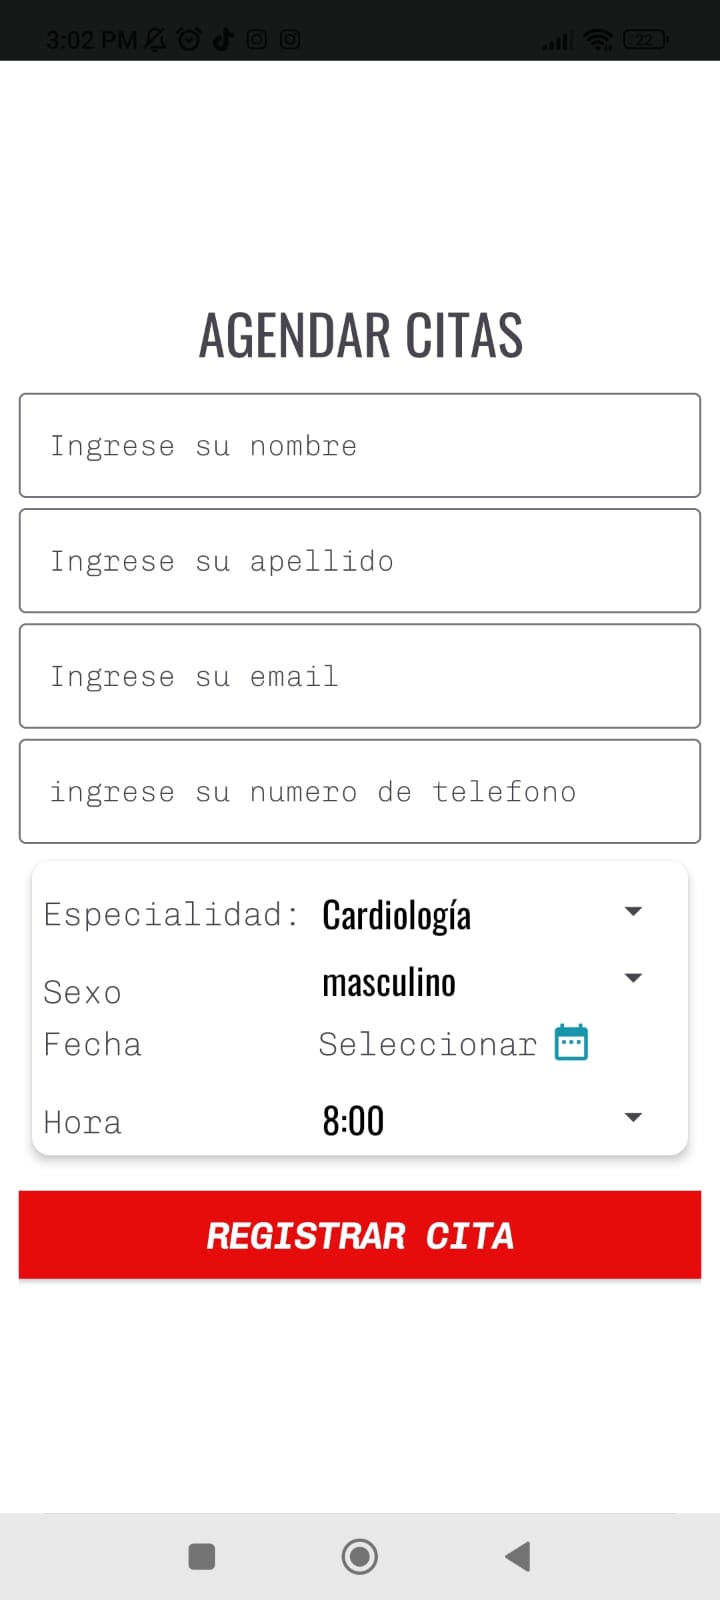 3:02 PM 22
AGENDAR CITAS
Ingrese su nombre
Ingrese su apellido
Ingrese su email
ingrese su numero de telefono
Especialidad: Cardiología
Sexo masculino
Fecha Seleccionar
Hora 8:00
REGISTRAR CITA